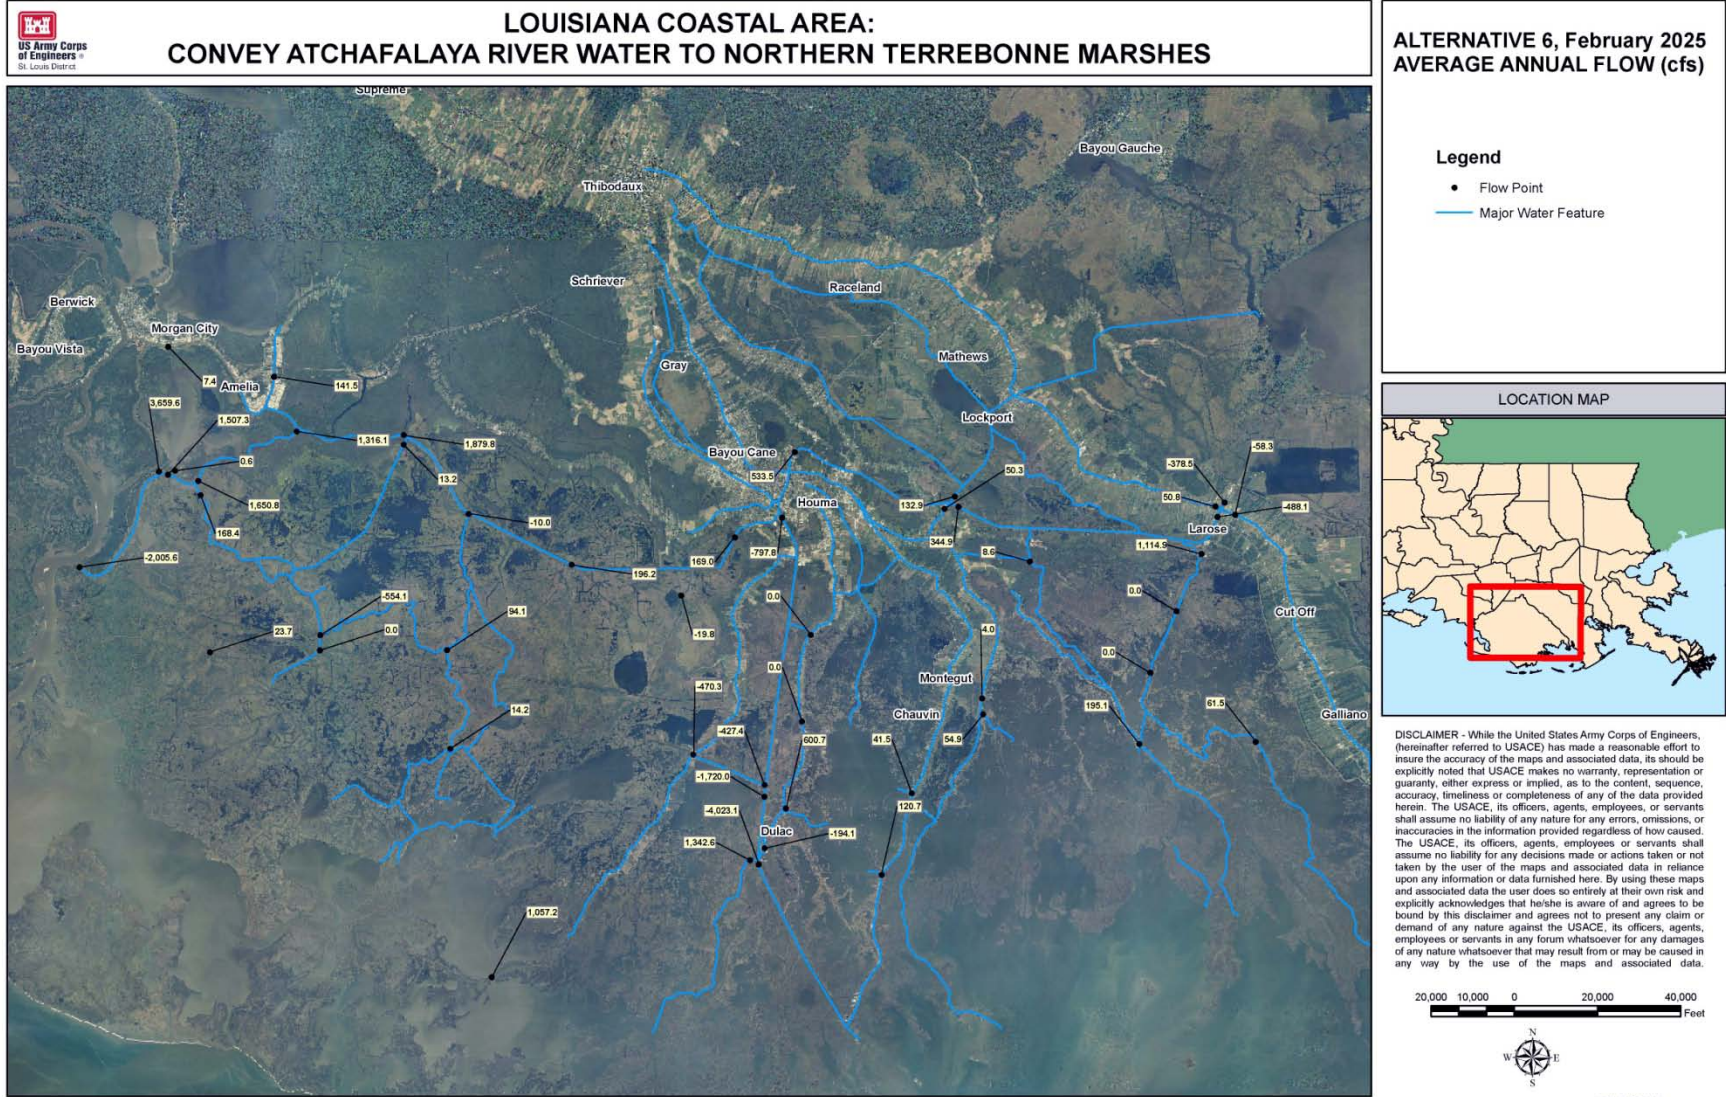 US Army Corps
of Engineers ®
St. Louis District
LOUISIANA COASTAL AREA:
CONVEY ATCHAFALAYA RIVER WATER TO NORTHERN TERREBONNE MARSHES
ALTERNATIVE 6, February 2025
AVERAGE ANNUAL FLOW (cfs)
Legend
Flow Point
Major Water Feature
LOCATION MAP
Supreme
Bayou Gauche
Thibodaux
Schriever
Raceland
Berwick
Morgan City
Bayou Vista
Gray
Mathews
7.4
Amelia
141.5
3,659.6
1,507.3
Lockport
1,316.1
1,879.8
Bayou Cane
-58.3
0.6
-378.5
13.2
533.5
50.3
1,650.8
Houma
132.9
50.8
-488.1
168.4
-10.0
Larose
344.9
-2,005.6
-797.8
8.6
1,114.9
169.0
196.2
-554.1
0.0
0.0
94.1
Cut Off
23.7
0.0
-19.8
-4.0
0.0
0.0
Montegut
-470.3
14.2
Chauvin
195.1
61.5
Galliano
-427.4
600.7
41.5
54.9
-1,720.0
-4,023.1
120.7
Dulac
-194.1
1,342.6
1,057.2
DISCLAIMER - While the United States Army Corps of Engineers,
(hereinafter referred to USACE) has made a reasonable effort to
insure the accuracy of the maps and associated data, its should be
explicitly noted that USACE makes no warranty, representation or
guaranty, either express or implied, as to the content, sequence,
accuracy, timeliness or completeness of any of the data provided
herein. The USACE, its officers, agents, employees, or servants
shall assume no liability of any nature for any errors, omissions, or
inaccuracies in the information provided regardless of how caused.
The USACE, its officers, agents, employees or servants shall
assume no liability for any decisions made or actions taken or not
taken by the user of the maps and associated data in reliance
upon any information or data furnished here. By using these maps
and associated data the user does so entirely at their own risk and
explicitly acknowledges that he/she is aware of and agrees to be
bound by this disclaimer and agrees not to present any claim or
demand of any nature against the USACE, its officers, agents,
employees or servants in any forum whatsoever for any damages
of any nature whatsoever that may result from or may be caused in
any way by the use of the maps and associated data.
20,000 10,000 0 20,000 40,000
Feet
N
W E
S